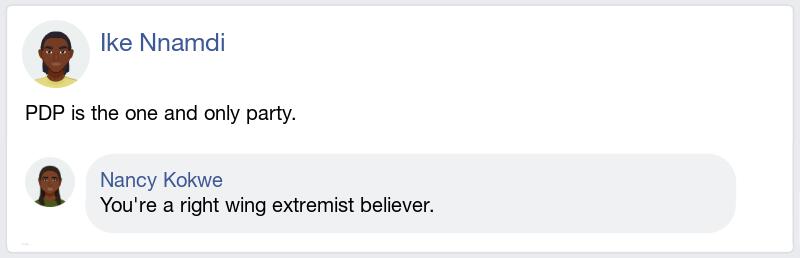 Ike Nnamdi
PDP is the one and only party.
Nancy Kokwe
You're a right wing extremist believer.